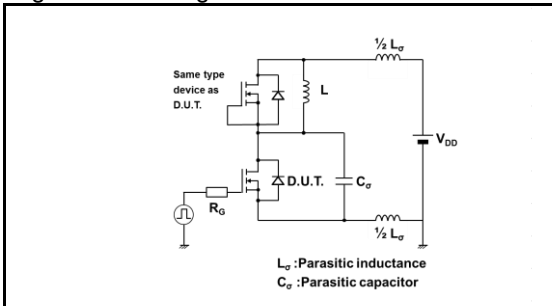 ½ Lσ
Same type
device as
D.U.T.
L
VDD
D.U.T.
Cσ
RG
½ Lσ
Lσ :Parasitic inductance
Cσ :Parasitic capacitor